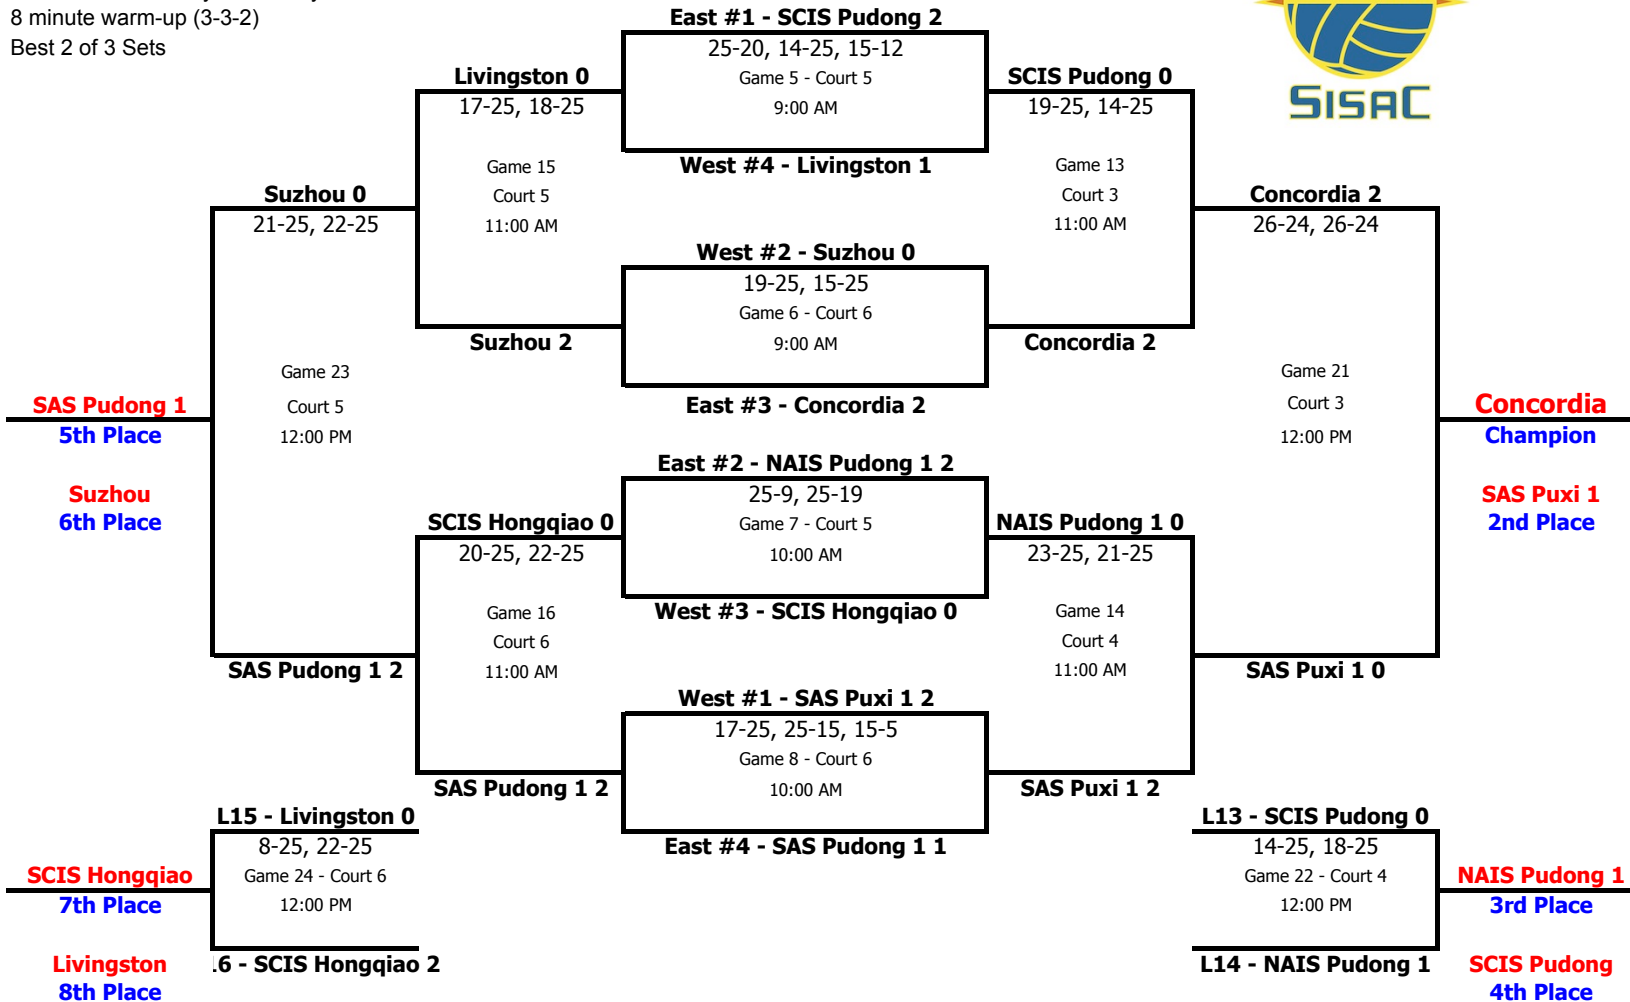 8 minute warm-up (3-3-2)
Best 2 of 3 Sets
SISAC
East #1 - SCIS Pudong 2
25-20, 14-25, 15-12
Game 5 - Court 5
9:00 AM
West #4 - Livingston 1
Livingston 0
17-25, 18-25
Game 15
Court 5
11:00 AM
Suzhou 2
SCIS Pudong 0
19-25, 14-25
Game 13
Court 3
11:00 AM
Concordia 2
West #2 - Suzhou 0
19-25, 15-25
Game 6 - Court 6
9:00 AM
East #3 - Concordia 2
Suzhou 0
21-25, 22-25
Game 23
Court 5
12:00 PM
SAS Pudong 1 2
Concordia 2
26-24, 26-24
Game 21
Court 3
12:00 PM
SAS Puxi 1 0
SAS Pudong 1
5th Place
Suzhou
6th Place
Concordia
Champion
SAS Puxi 1
2nd Place
East #2 - NAIS Pudong 1 2
25-9, 25-19
Game 7 - Court 5
10:00 AM
West #3 - SCIS Hongqiao 0
SCIS Hongqiao 0
20-25, 22-25
Game 16
Court 6
11:00 AM
SAS Pudong 1 2
NAIS Pudong 1 0
23-25, 21-25
Game 14
Court 4
11:00 AM
SAS Puxi 1 2
West #1 - SAS Puxi 1 2
17-25, 25-15, 15-5
Game 8 - Court 6
10:00 AM
East #4 - SAS Pudong 1 1
L15 - Livingston 0
8-25, 22-25
Game 24 - Court 6
12:00 PM
16 - SCIS Hongqiao 2
SCIS Hongqiao
7th Place
Livingston
8th Place
L13 - SCIS Pudong 0
14-25, 18-25
Game 22 - Court 4
12:00 PM
L14 - NAIS Pudong 1
NAIS Pudong 1
3rd Place
SCIS Pudong
4th Place